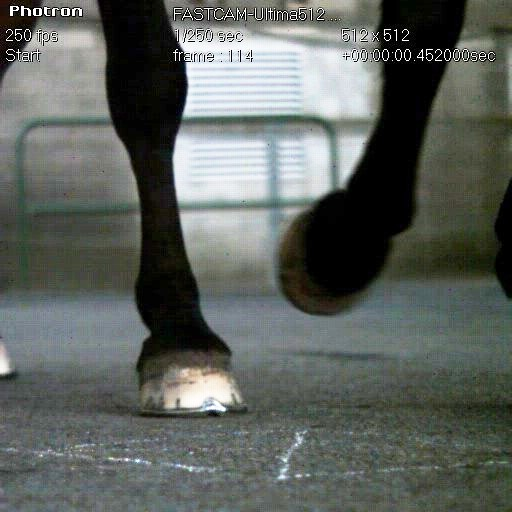 Photron FASTCAM-Ultima512 ...
250 fps 1/250 sec 512 x 512
Start frame : 114 +00:00:00.452000sec